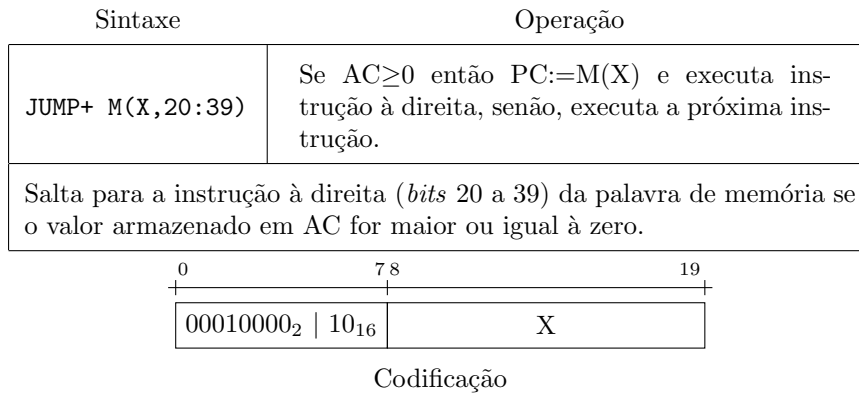 Sintaxe Operação
JUMP+ M(X,20:39)
Se AC≥0 então PC:=M(X) e executa ins-
trução à direita, senão, executa a próxima ins-
trução.
Salta para a instrução à direita (bits 20 a 39) da palavra de memória se
o valor armazenado em AC for maior ou igual à zero.
0 7 8 19
00010000₂ | 10₁₆ X
Codificação